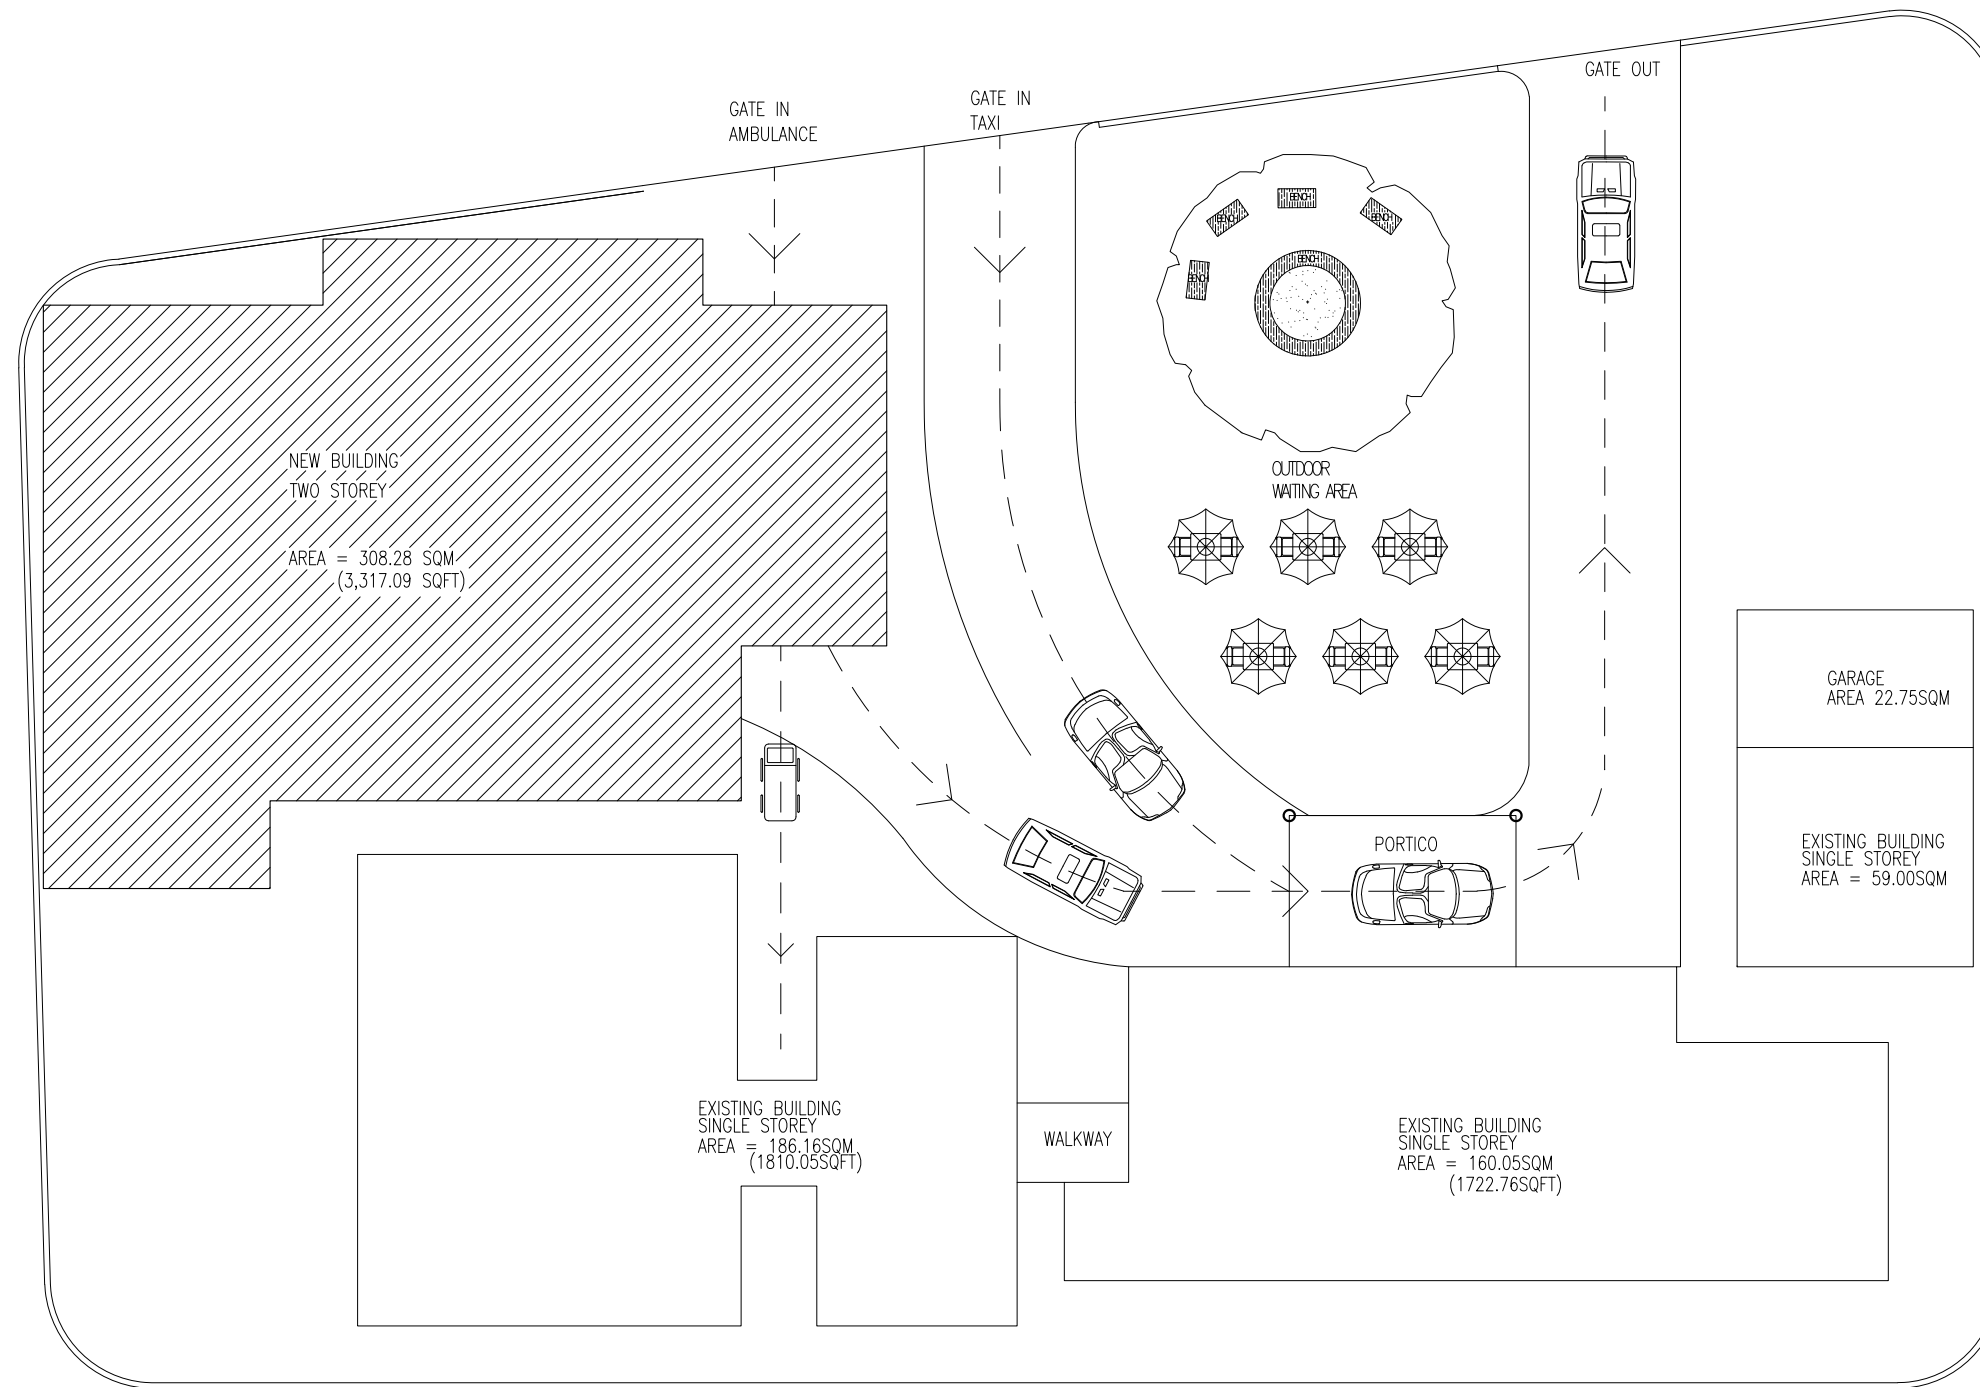 GATE OUT
GATE IN
TAXI
GATE IN
AMBULANCE
BENCH
BENCH
BENCH
BENCH
BENCH
NEW BUILDING
TWO STOREY
AREA = 308.28 SQM
(3,317.09 SQFT)
OUTDOOR
WAITING AREA
GARAGE
AREA 22.75SQM
PORTICO
EXISTING BUILDING
SINGLE STOREY
AREA = 59.00SQM
EXISTING BUILDING
SINGLE STOREY
AREA = 186.16SQM
(1810.05SQFT)
WALKWAY
EXISTING BUILDING
SINGLE STOREY
AREA = 160.05SQM
(1722.76SQFT)